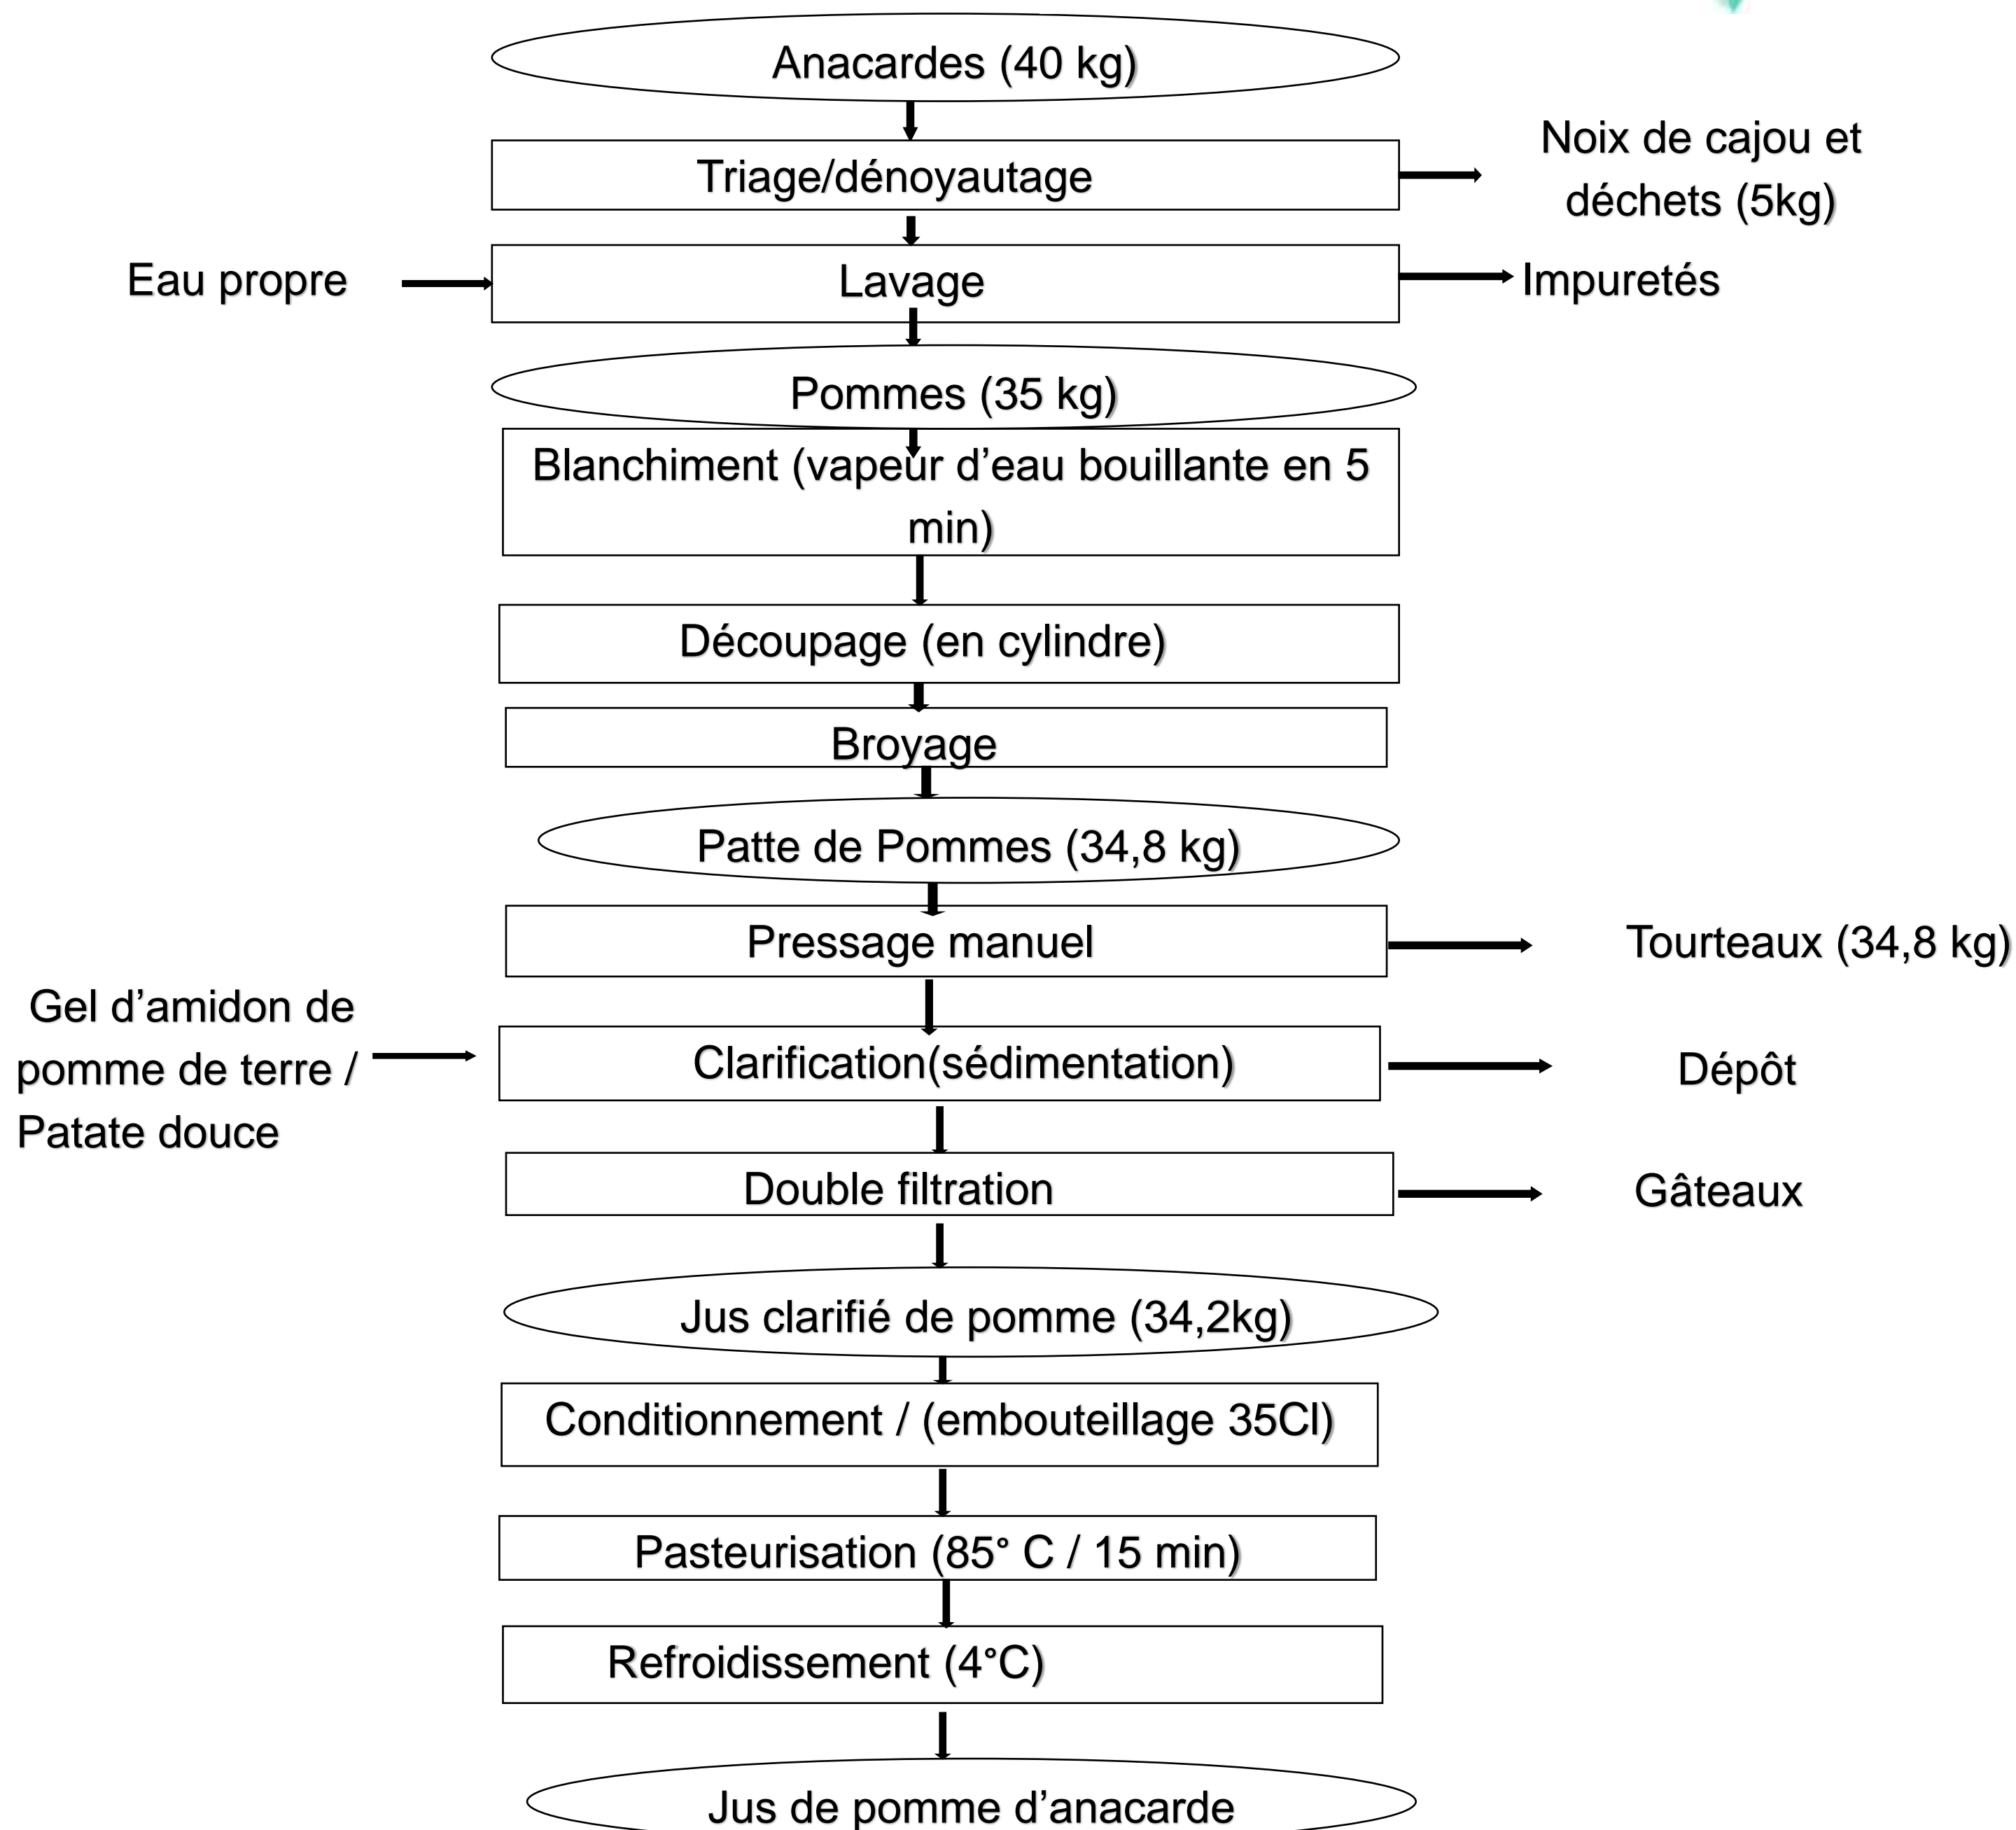 Anacardes (40 kg)
Triage/dénoyautage
Noix de cajou et
déchets (5kg)
Eau propre
Lavage
Impuretés
Pommes (35 kg)
Blanchiment (vapeur d’eau bouillante en 5
min)
Découpage (en cylindre)
Broyage
Patte de Pommes (34,8 kg)
Pressage manuel
Tourteaux (34,8 kg)
Gel d’amidon de
pomme de terre /
Patate douce
Clarification(sédimentation)
Dépôt
Double filtration
Gâteaux
Jus clarifié de pomme (34,2kg)
Conditionnement / (embouteillage 35Cl)
Pasteurisation (85° C / 15 min)
Refroidissement (4°C)
Jus de pomme d’anacarde